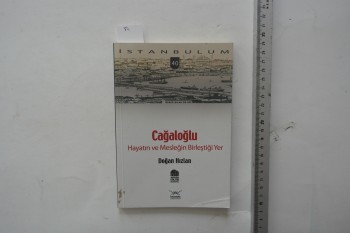 İSTANBULUM
40
Cağaloğlu
Hayatın ve Mesleğin Birleştiği Yer
Doğan Hızlan